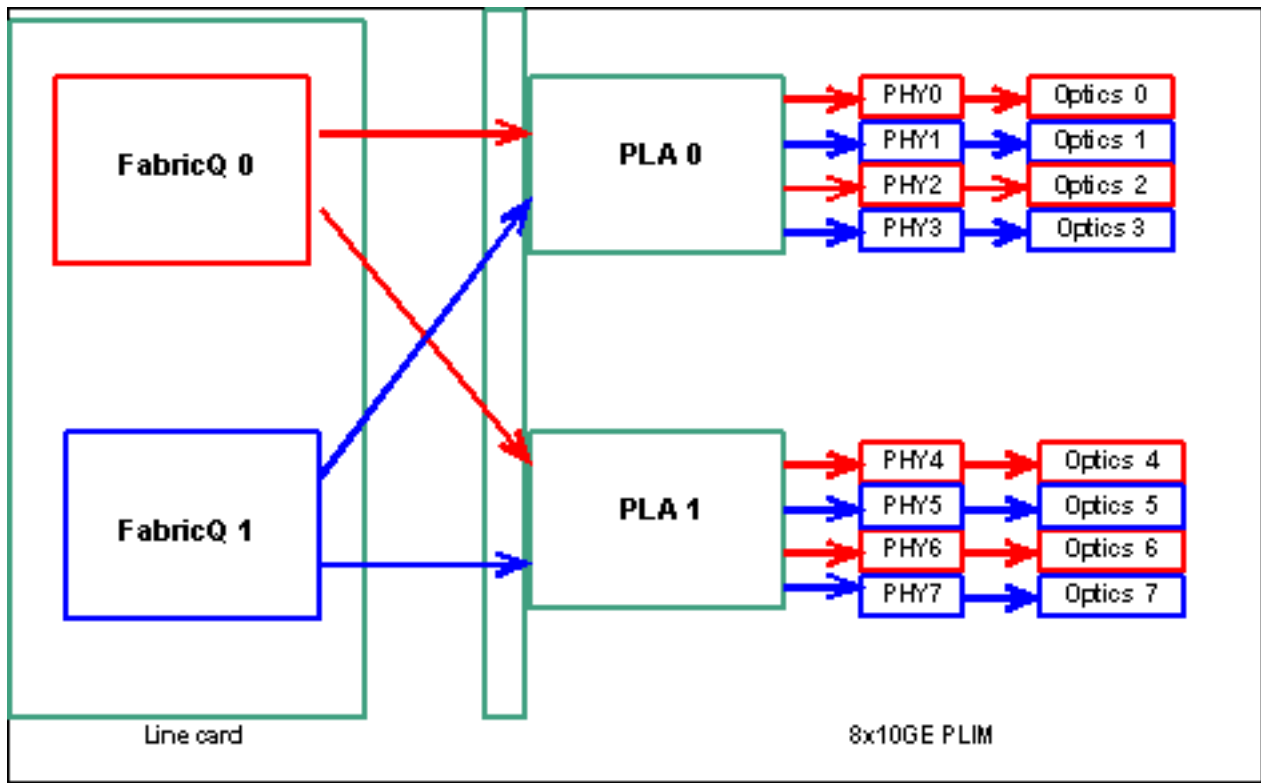 FabricQ 0
PLA 0
PHY0
Optics 0
PHY1
Optics 1
PHY2
Optics 2
PHY3
Optics 3
FabricQ 1
PLA 1
PHY4
Optics 4
PHY5
Optics 5
PHY6
Optics 6
PHY7
Optics 7
Line card
8x10GE PLIM